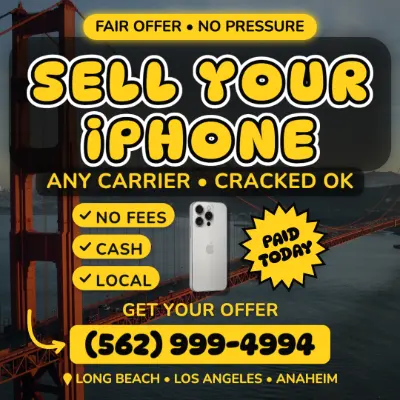 FAIR OFFER • NO PRESSURE
SELL YOUR
iPHONE
ANY CARRIER • CRACKED OK
NO FEES
CASH
LOCAL
PAID
TODAY
GET YOUR OFFER
(562) 999-4994
LONG BEACH • LOS ANGELES • ANAHEIM